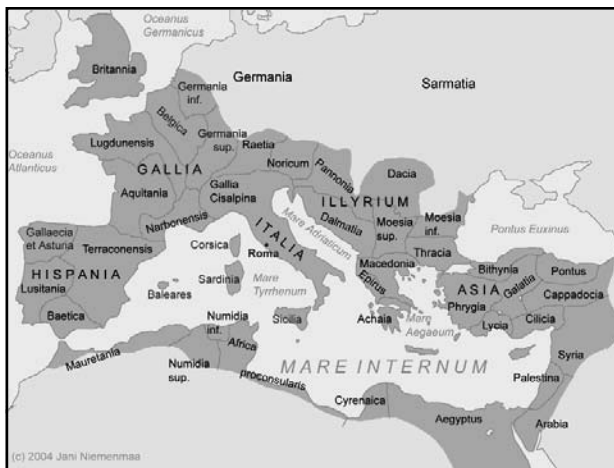 Oceanus
Germanicus
Britannia
Germania
Sarmatia
Germania
inf.
Belgica
Lugdunensis
Germania
sup.
Raetia
Oceanus
Atlanticus
GALLIA
Noricum
Pannonia
Dacia
Aquitania
Gallia
Cisalpina
ILLYRIUM
Dalmatia
Moesia
sup.
Moesia
inf.
Pontus Euxinus
Narbonensis
ITALIA
Mare Adriaticum
Gallaecia
et Asturia
Terraconensis
Corsica
Roma
Thracia
Macedonia
Bithynia
Pontus
HISPANIA
Lusitania
Baetica
Baleares
Sardinia
Mare
Tyrrhenum
Epirus
ASIA
Galatia
Phrygia
Cappadocia
Numidia
inf.
Sicilia
Achaia
Mare
Aegaeum
Lycia
Cilicia
Mauretania
Numidia
sup.
Africa
proconsularis
MARE INTERNUM
Syria
Palestina
Cyrenaica
Aegyptus
Arabia
(c) 2004 Jani Niemenmaa